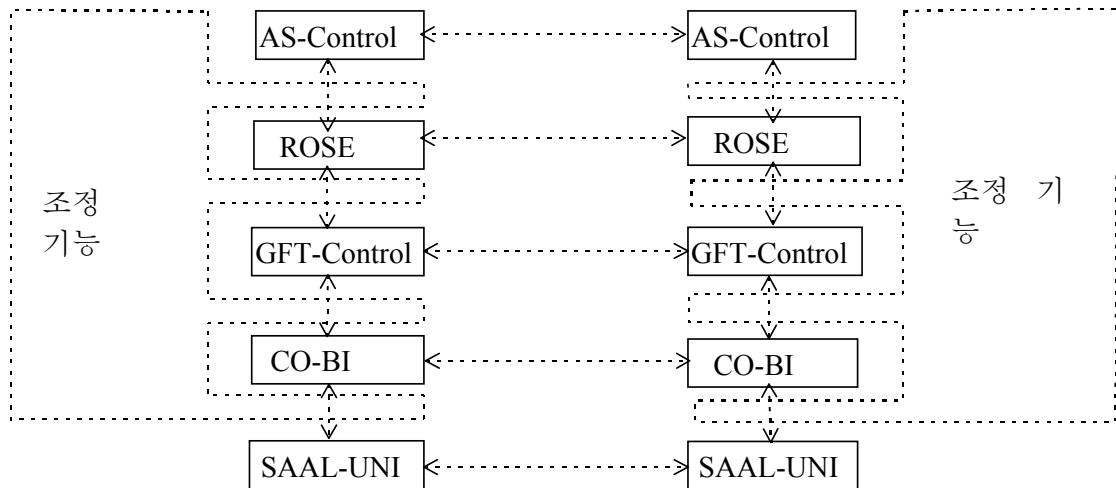 AS-Control AS-Control
ROSE ROSE
조정 조정 기
기능 능
GFT-Control GFT-Control
CO-BI CO-BI
SAAL-UNI SAAL-UNI